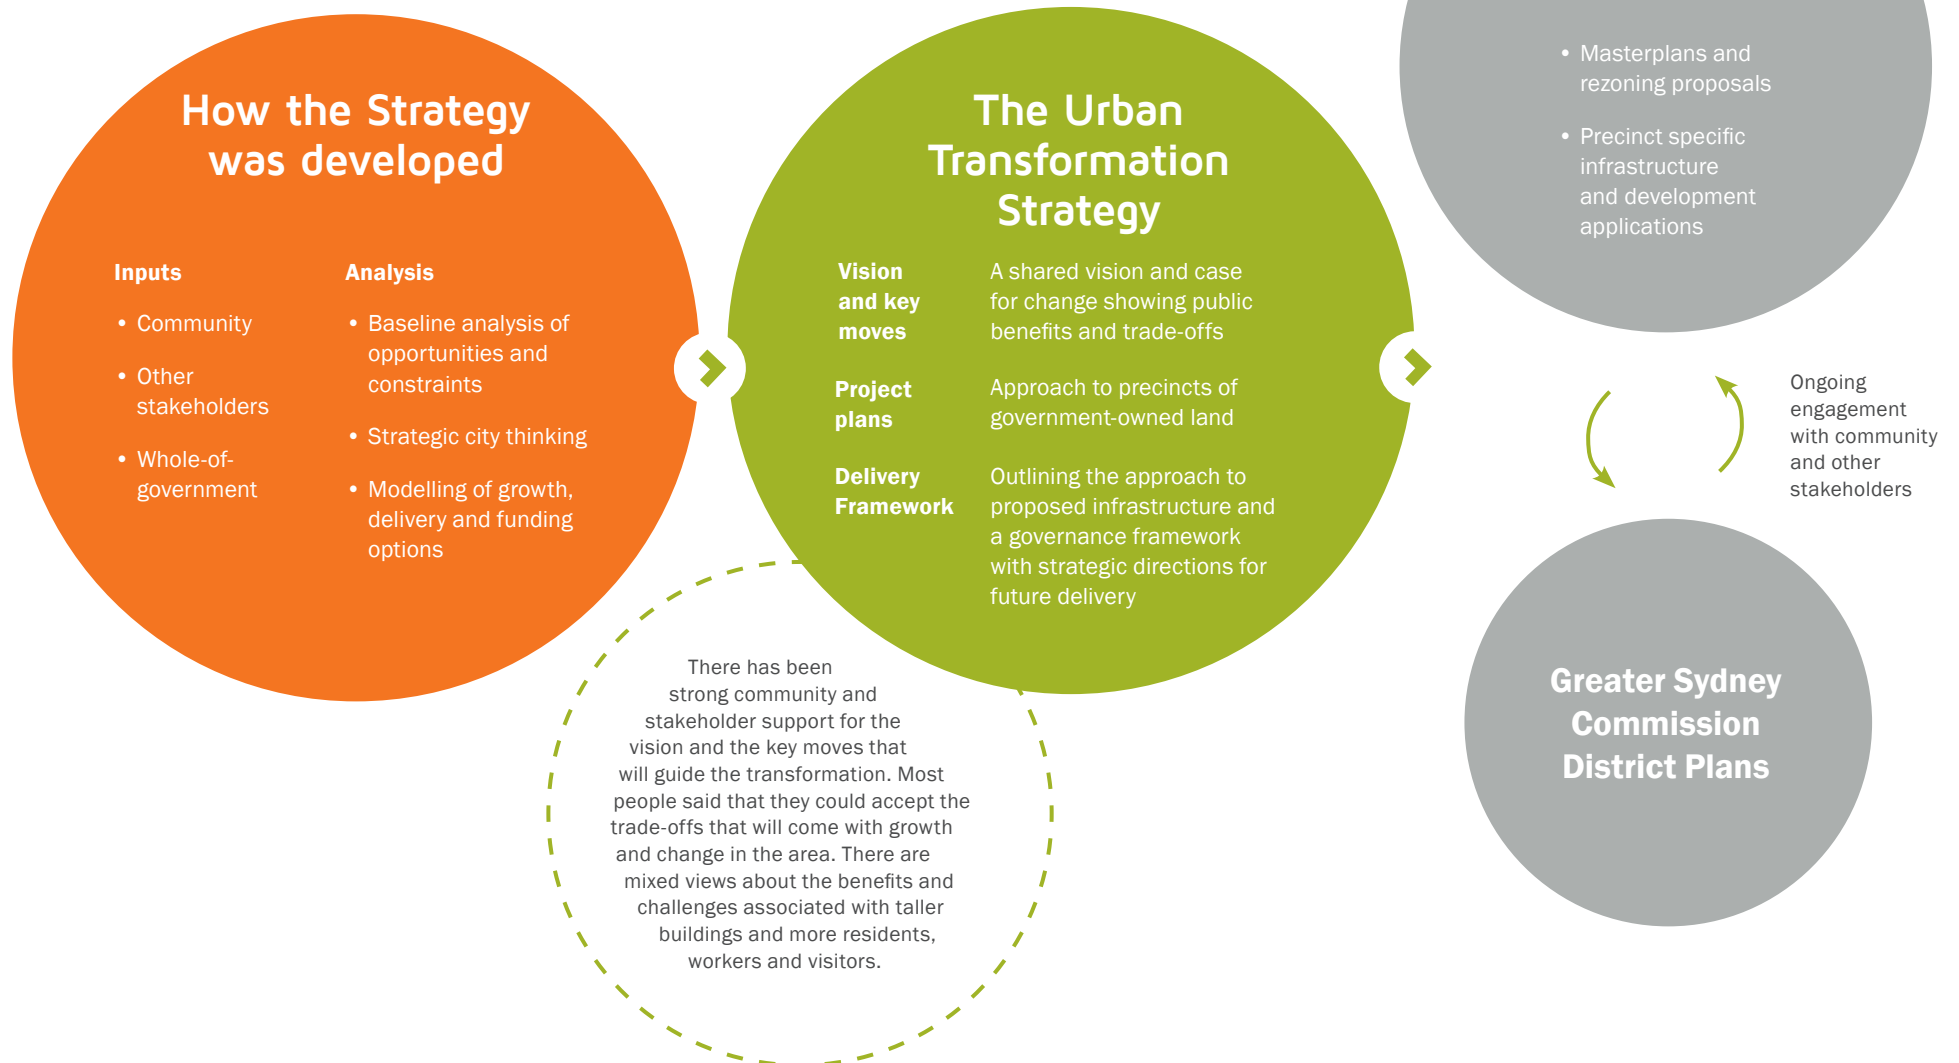 How the Strategy
was developed
Inputs
• Community
• Other
stakeholders
• Whole-of-
government
Analysis
• Baseline analysis of
opportunities and
constraints
• Strategic city thinking
• Modelling of growth,
delivery and funding
options
The Urban
Transformation
Strategy
Vision
and key
moves
A shared vision and case
for change showing public
benefits and trade-offs
Project
plans
Approach to precincts of
government-owned land
Delivery
Framework
Outlining the approach to
proposed infrastructure and
a governance framework
with strategic directions for
future delivery
There has been
strong community and
stakeholder support for the
vision and the key moves that
will guide the transformation. Most
people said that they could accept the
trade-offs that will come with growth
and change in the area. There are
mixed views about the benefits and
challenges associated with taller
buildings and more residents,
workers and visitors.
• Masterplans and
rezoning proposals
• Precinct specific
infrastructure
and development
applications
Ongoing
engagement
with community
and other
stakeholders
Greater Sydney
Commission
District Plans